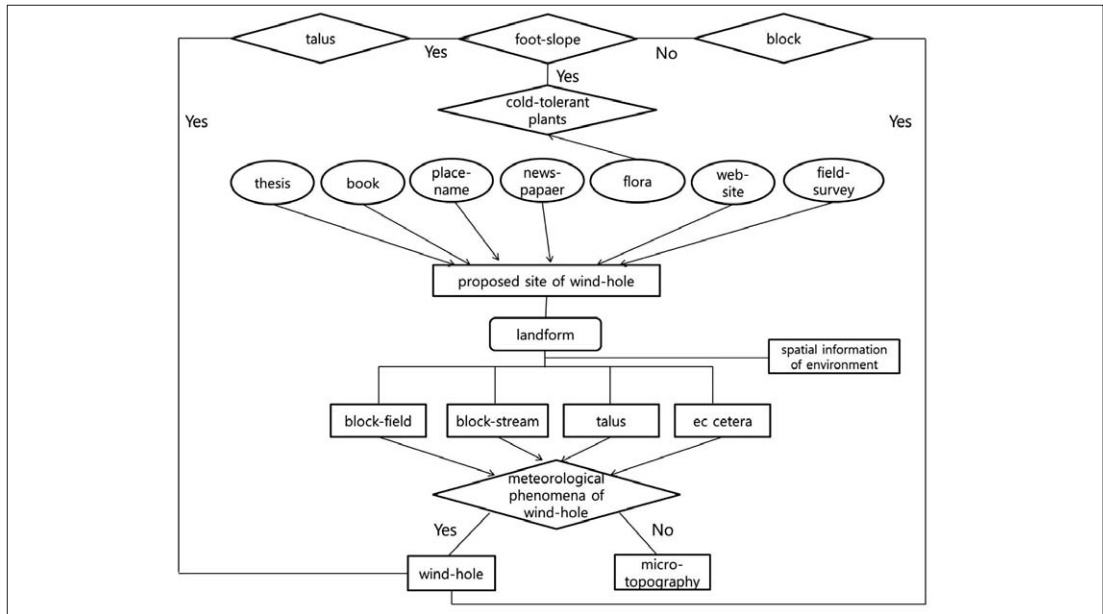 talus
foot-slope
block
Yes
No
Yes
cold-tolerant
plants
Yes
Yes
thesis
book
place-
name
news-
papaer
flora
web-
site
field-
survey
proposed site of wind-hole
landform
spatial information
of environment
block-field
block-stream
talus
ec cetera
meteorological
phenomena of
wind-hole
Yes
No
wind-hole
micro-
topography